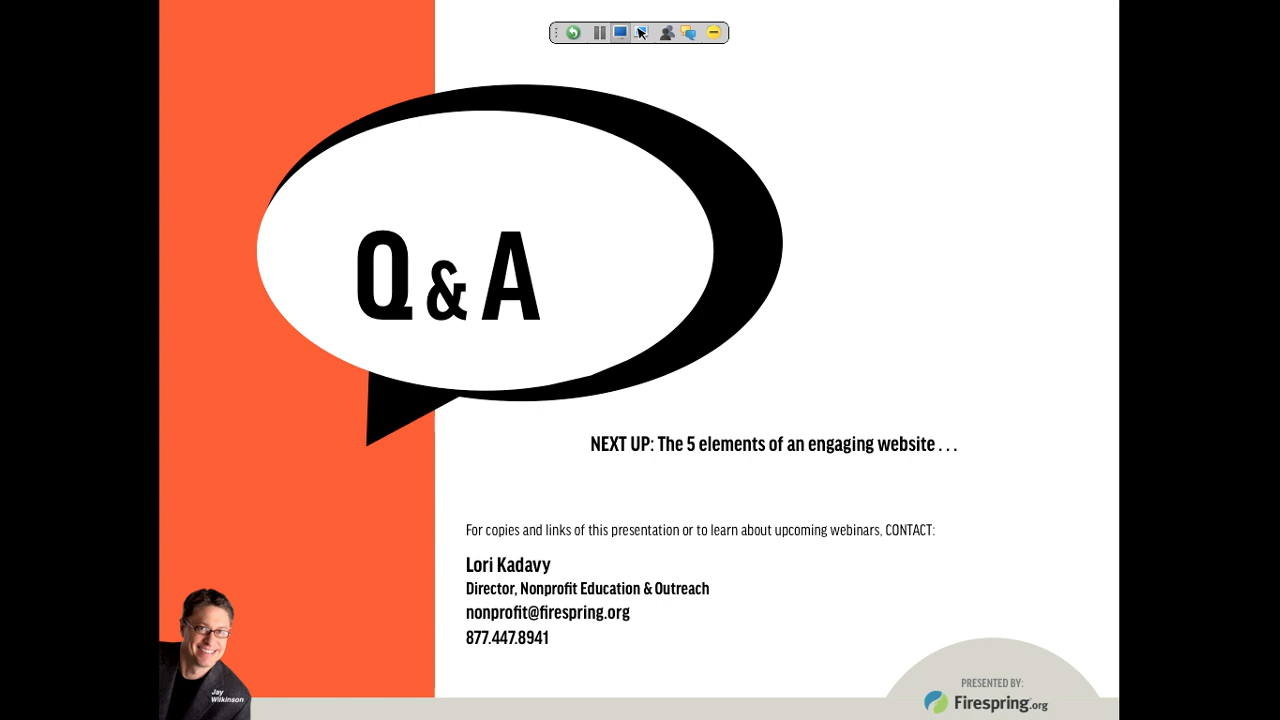 Q & A
NEXT UP: The 5 elements of an engaging website . . .
For copies and links of this presentation or to learn about upcoming webinars, CONTACT:
Lori Kadavy
Director, Nonprofit Education & Outreach
nonprofit@firespring.org
877.447.8941
Jay
Wilkinson
PRESENTED BY:
Firespring.org